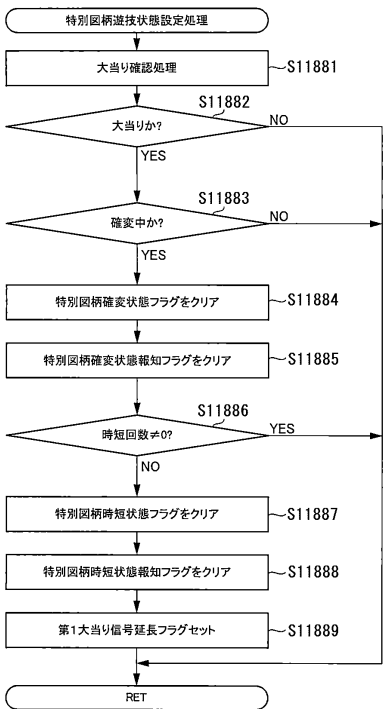 特別図柄遊技状態設定処理
大当り確認処理
S11881
S11882
大当りか?
NO
YES
S11883
確変中か?
NO
YES
特別図柄確変状態フラグをクリア
S11884
特別図柄確変状態報知フラグをクリア
S11885
S11886
時短回数≠0?
YES
NO
特別図柄時短状態フラグをクリア
S11887
特別図柄時短状態報知フラグをクリア
S11888
第1大当り信号延長フラグセット
S11889
RET